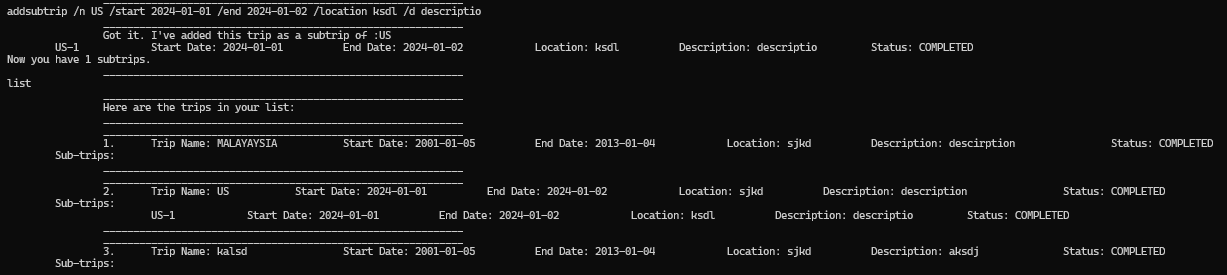 addsubtrip /n US /start 2024-01-01 /end 2024-01-02 /location ksdl /d descriptio
____________________________________________________________
Got it. I've added this trip as a subtrip of :US
US-1 Start Date: 2024-01-01 End Date: 2024-01-02 Location: ksdl Description: descriptio Status: COMPLETED
Now you have 1 subtrips.
____________________________________________________________
list
____________________________________________________________
Here are the trips in your list:
____________________________________________________________
____________________________________________________________
1. Trip Name: MALAYAYSIA Start Date: 2001-01-05 End Date: 2013-01-04 Location: sjkd Description: descirption Status: COMPLETED
Sub-trips:
____________________________________________________________
____________________________________________________________
2. Trip Name: US Start Date: 2024-01-01 End Date: 2024-01-02 Location: sjkd Description: description Status: COMPLETED
Sub-trips:
US-1 Start Date: 2024-01-01 End Date: 2024-01-02 Location: ksdl Description: descriptio Status: COMPLETED
____________________________________________________________
____________________________________________________________
3. Trip Name: kalsd Start Date: 2001-01-05 End Date: 2013-01-04 Location: sjkd Description: aksdj Status: COMPLETED
Sub-trips: